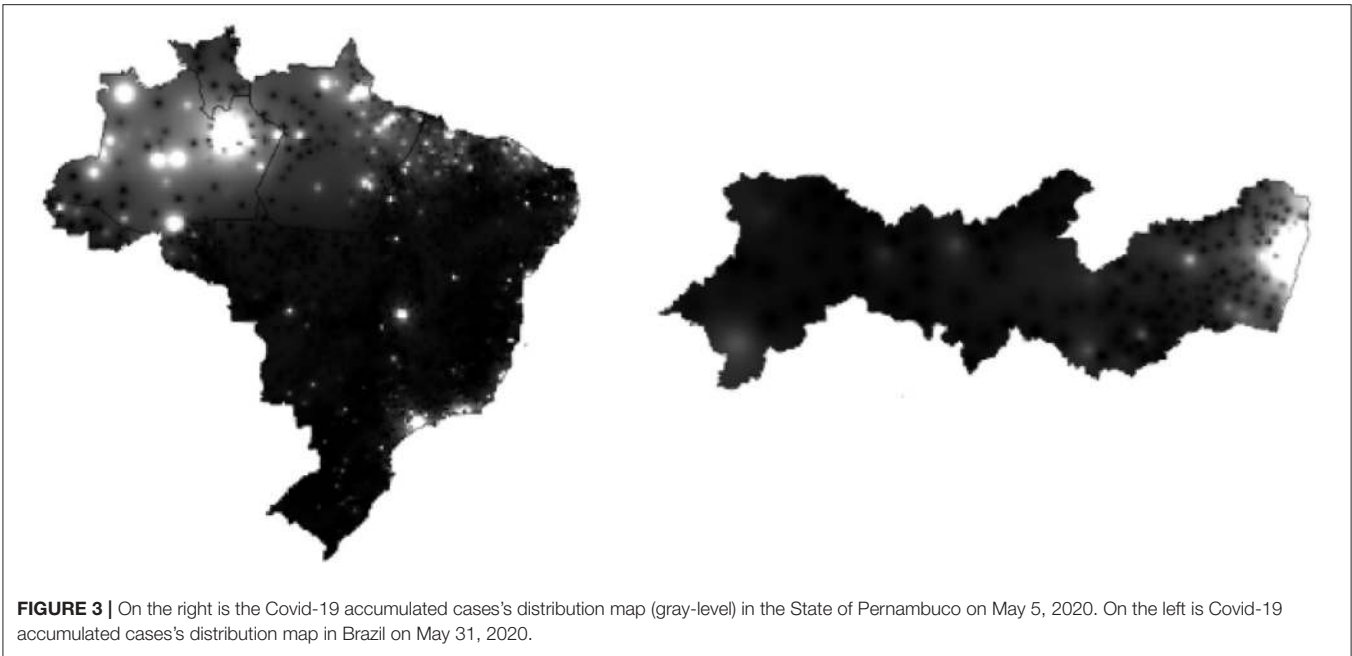 FIGURE 3 | On the right is the Covid-19 accumulated cases's distribution map (gray-level) in the State of Pernambuco on May 5, 2020. On the left is Covid-19
accumulated cases's distribution map in Brazil on May 31, 2020.